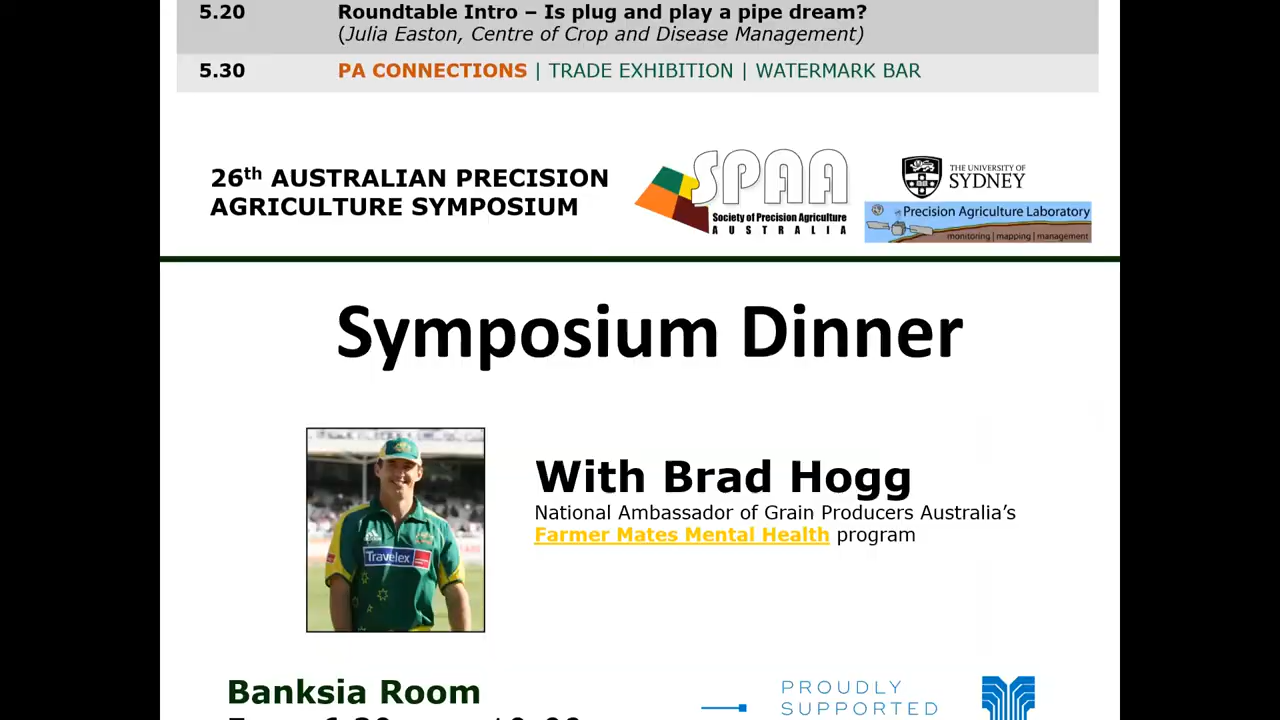 5.20 Roundtable Intro – Is plug and play a pipe dream?
(Julia Easton, Centre of Crop and Disease Management)
5.30 PA CONNECTIONS | TRADE EXHIBITION | WATERMARK BAR
26th AUSTRALIAN PRECISION
AGRICULTURE SYMPOSIUM
SPAA
Society of Precision Agriculture
AUSTRALIA
THE UNIVERSITY OF
SYDNEY
Precision Agriculture Laboratory
monitoring | mapping | management
Symposium Dinner
With Brad Hogg
National Ambassador of Grain Producers Australia’s
Farmer Mates Mental Health program
Travelex
Banksia Room
PROUDLY
SUPPORTED